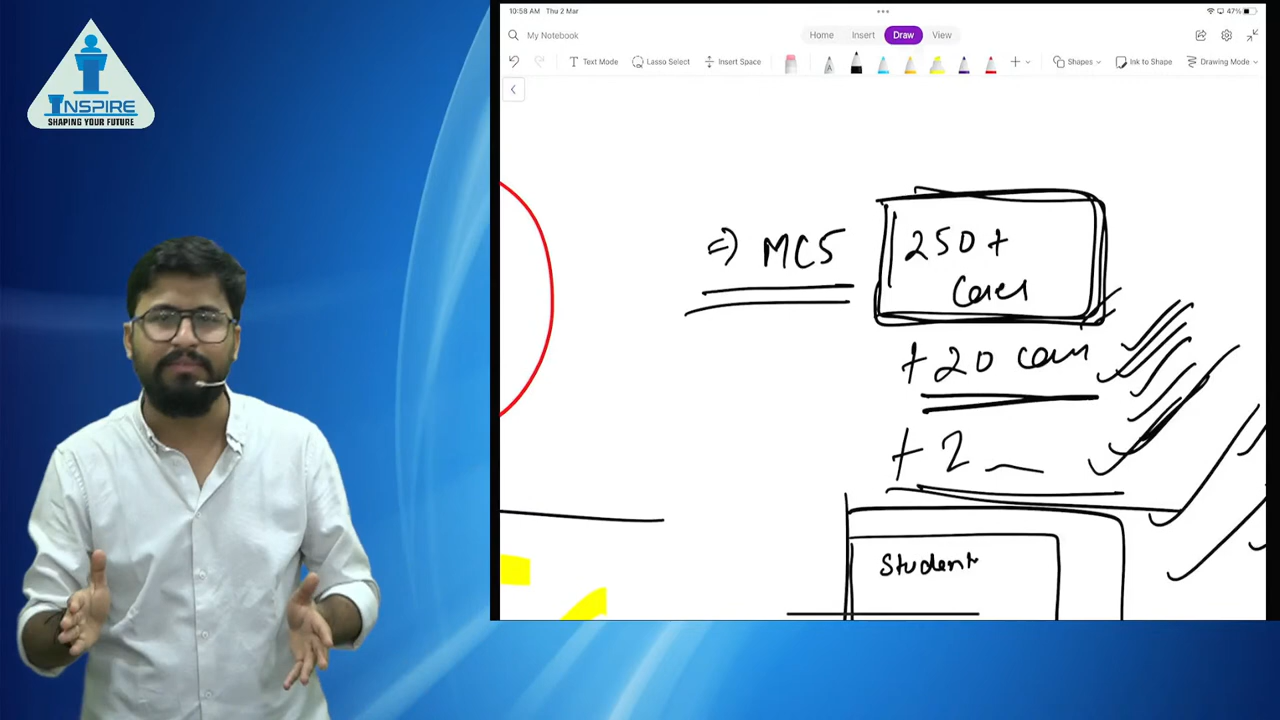 INSPIRE
SHAPING YOUR FUTURE
10:58 AM Thu 2 Mar
47%
My Notebook
Home Insert Draw View
Text Mode Lasso Select Insert Space Shapes Ink to Shape Drawing Mode
=> MCS
250+
Cases
+20 cases
+2
Student